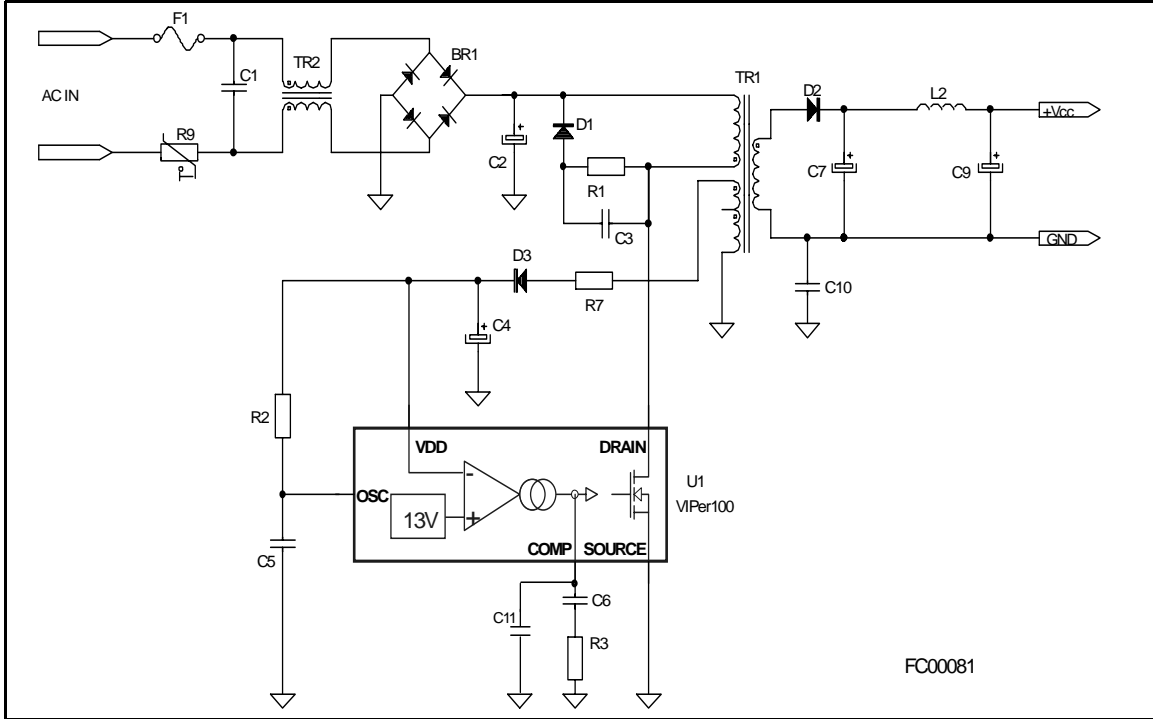 F1
BR1
TR2
C1
AC IN
R9
T°
C2
+
D1
R1
C3
TR1
D2
L2
+Vcc
C7
+
C9
+
GND
C10
D3
R7
C4
+
R2
VDD
DRAIN
OSC
13V
-
+
COMP SOURCE
U1
VIPer100
C5
C11
C6
R3
FC00081